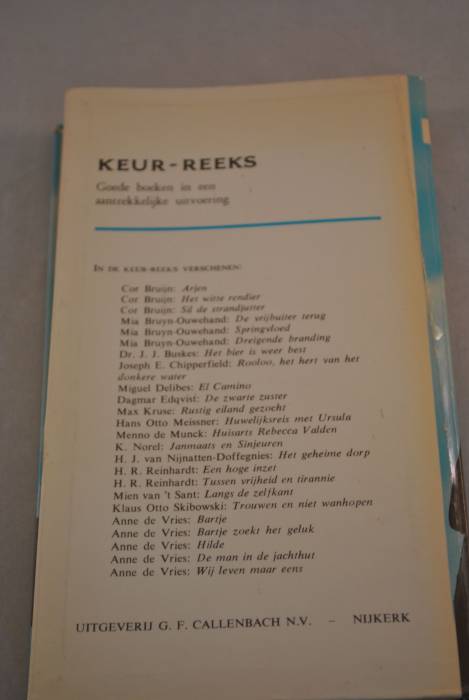 KEUR-REEKS
Goede boeken in een
aantrekkelijke uitvoering
IN DE KEUR-REEKS VERSCHENEN:
Cor Bruijn: Arjen
Cor Bruijn: Het witte rendier
Cor Bruijn: Sil de strandjutter
Mia Bruyn-Ouwehand: De vrijbuiter terug
Mia Bruyn-Ouwehand: Springvloed
Mia Bruyn-Ouwehand: Dreigende branding
Dr. J. J. Buskes: Het bier is weer best
Joseph E. Chipperfield: Rooloo, het hert van het
donkere water
Miguel Delibes: El Camino
Dagmar Edqvist: De zwarte zuster
Max Kruse: Rustig eiland gezocht
Hans Otto Meissner: Huwelijksreis met Ursula
Menno de Munck: Huisarts Rebecca Valden
K. Norel: Janmaats en Sinjeuren
H. J. van Nijnatten-Doffegnies: Het geheime dorp
H. R. Reinhardt: Een hoge inzet
H. R. Reinhardt: Tussen vrijheid en tirannie
Mien van 't Sant: Langs de zelfkant
Klaus Otto Skibowski: Trouwen en niet wanhopen
Anne de Vries: Bartje
Anne de Vries: Bartje zoekt het geluk
Anne de Vries: Hilde
Anne de Vries: De man in de jachthut
Anne de Vries: Wij leven maar eens
UITGEVERIJ G. F. CALLENBACH N.V. – NIJKERK